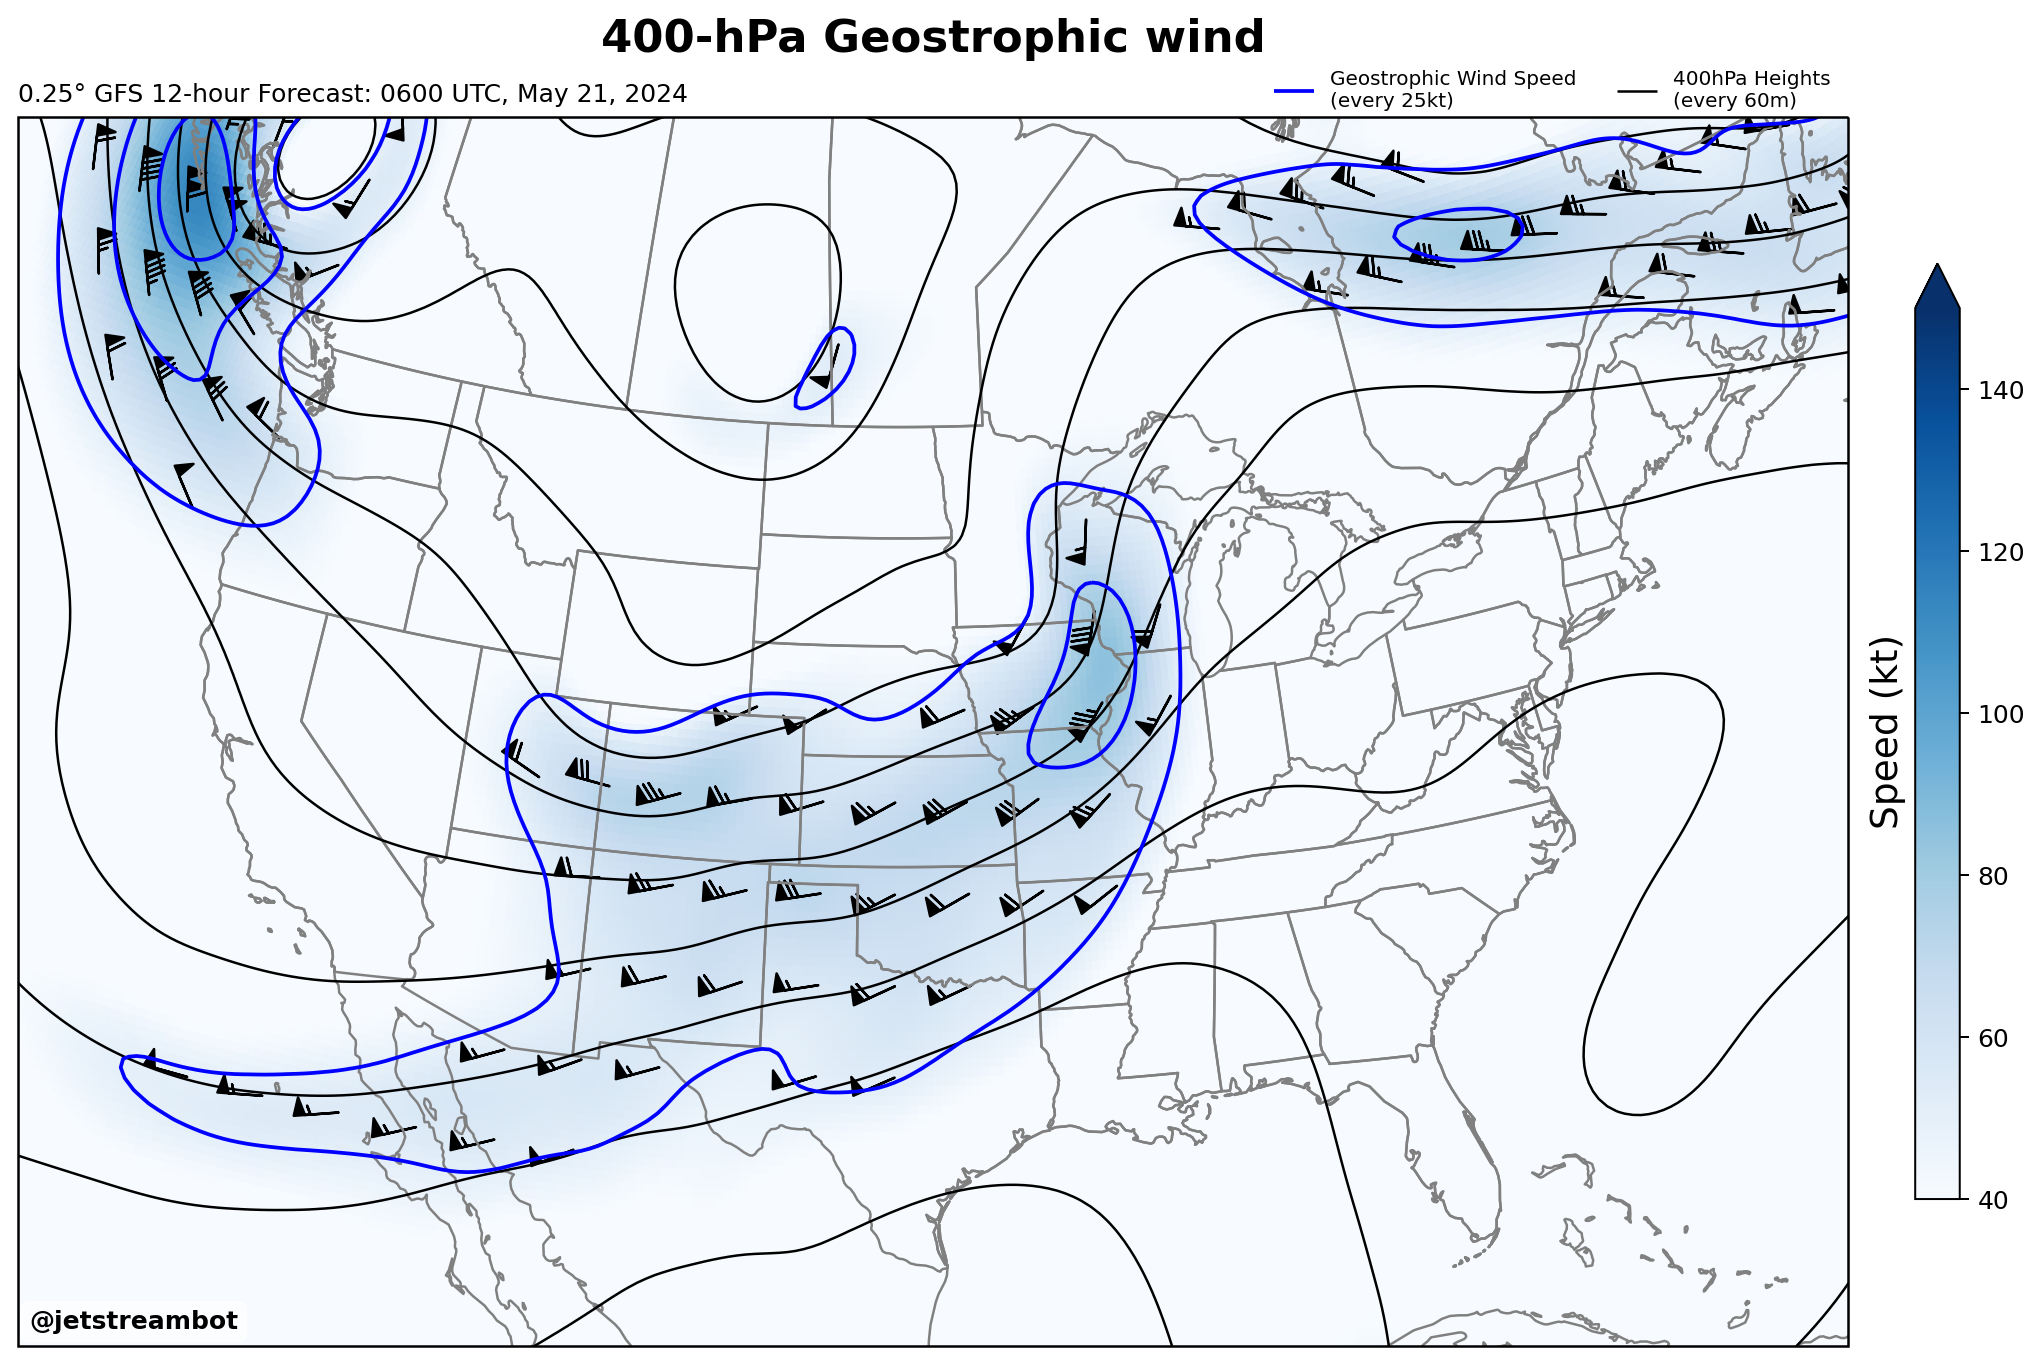 400-hPa Geostrophic wind
0.25° GFS 12-hour Forecast: 0600 UTC, May 21, 2024
Geostrophic Wind Speed
(every 25kt)
400hPa Heights
(every 60m)
140
120
100
80
60
40
Speed (kt)
@jetstreambot